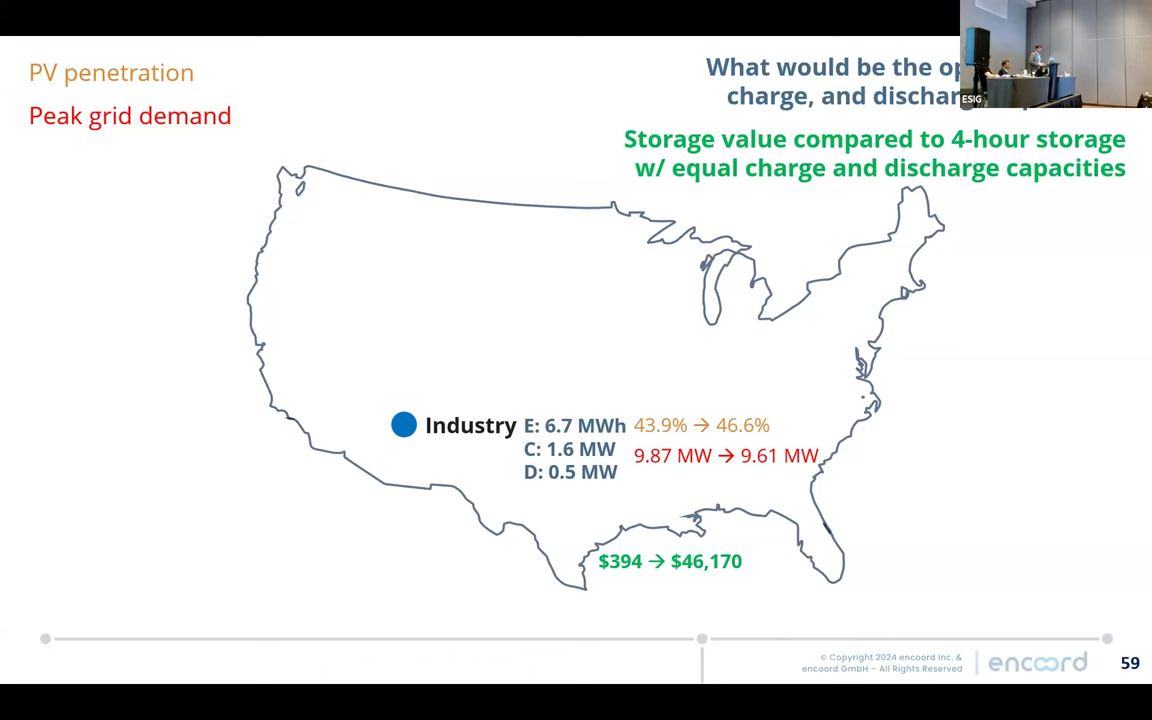 PV penetration
Peak grid demand
What would be the
charge, and
Storage value compared to 4-hour storage
w/ equal charge and discharge capacities
ESIG
Industry
E: 6.7 MWh
C: 1.6 MW
D: 0.5 MW
43.9% → 46.6%
9.87 MW → 9.61 MW
$394 → $46,170
© Copyright 2024 encoord Inc. &
encoord GmbH – All Rights Reserved
encoord
59